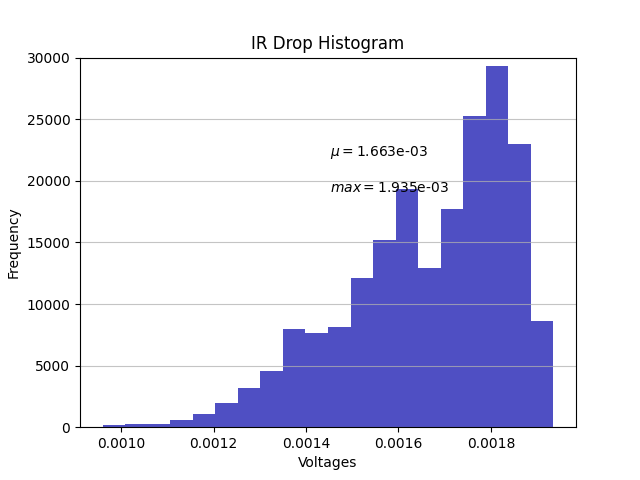 IR Drop Histogram
30000
25000
20000
15000
10000
5000
0
Frequency
μ = 1.663e-03
max = 1.935e-03
0.0010 0.0012 0.0014 0.0016 0.0018
Voltages